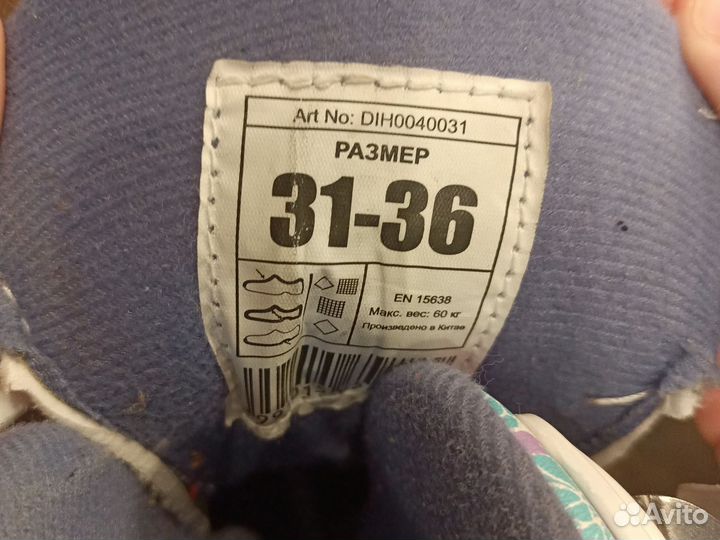 Art No: DIH0040031
РАЗМЕР
31-36
EN 15638
Макс. вес: 60 кг
Произведено в Китае
Avito